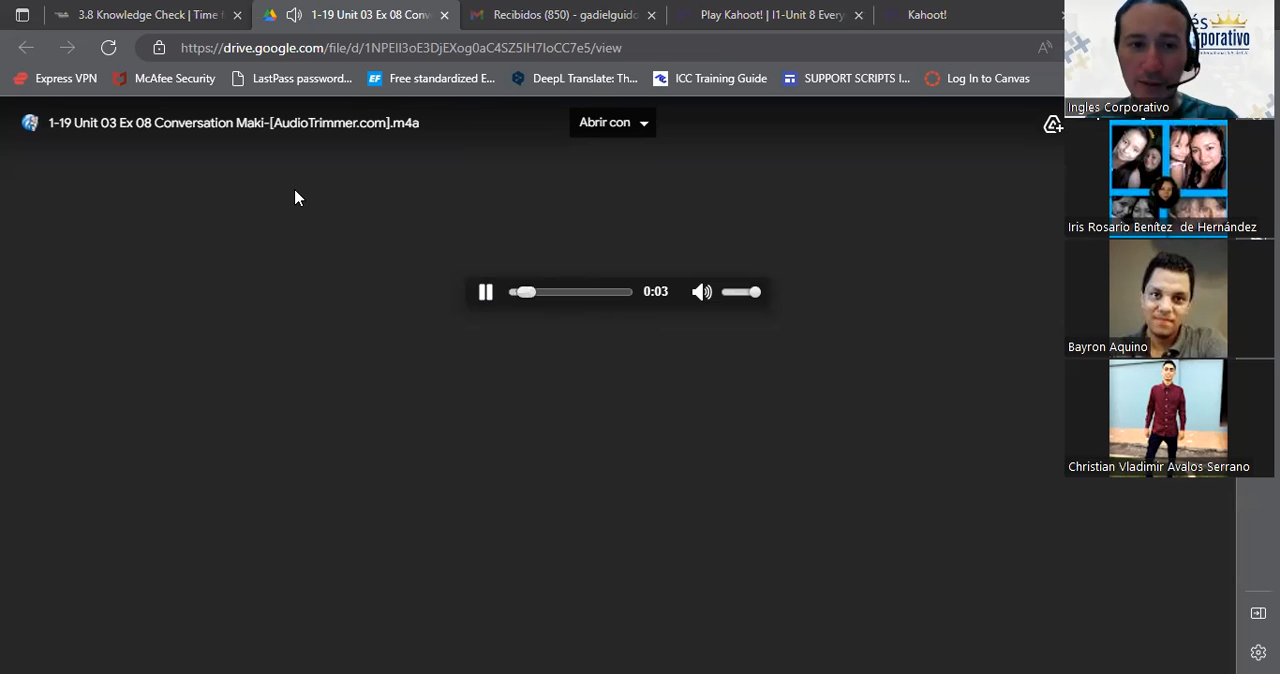 3.8 Knowledge Check | Time f
1-19 Unit 03 Ex 08 Conv
Recibidos (850) - gadielguido
Play Kahoot! | I1-Unit 8 Every
Kahoot!
https://drive.google.com/file/d/1NPEIl3oE3DjEXog0aC4SZ5IH7IoCC7e5/view
Express VPN
McAfee Security
LastPass password...
Free standardized E...
DeepL Translate: Th...
ICC Training Guide
SUPPORT SCRIPTS I...
Log In to Canvas
1-19 Unit 03 Ex 08 Conversation Maki-[AudioTrimmer.com].m4a
Abrir con
0:03
Ingles Corporativo
Iris Rosario Benítez de Hernández
Bayron Aquino
Christian Vladimir Avalos Serrano